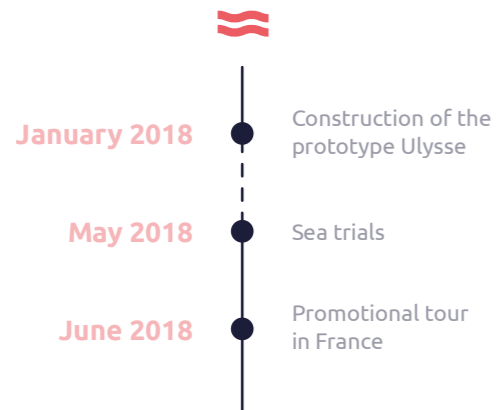 January 2018
Construction of the
prototype Ulysse
May 2018
Sea trials
June 2018
Promotional tour
in France